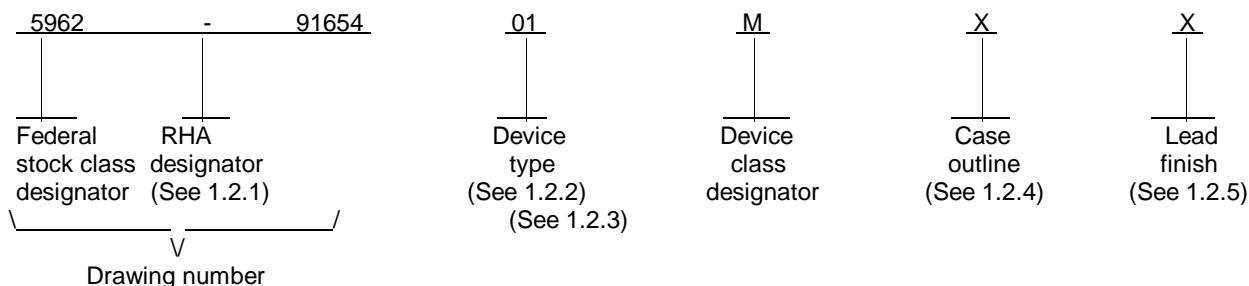 5962 - 91654 01 M X X
Federal RHA Device Device Case Lead
stock class designator type class outline finish
designator (See 1.2.1) (See 1.2.2) designator (See 1.2.4) (See 1.2.5)
(See 1.2.3)
Drawing number